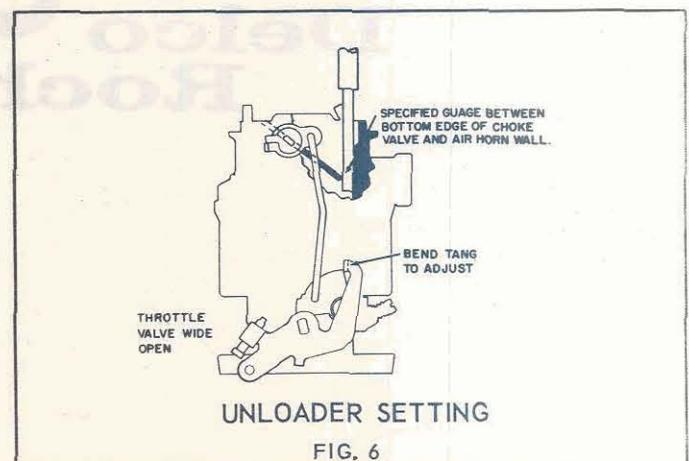 SPECIFIED GUAGE BETWEEN
BOTTOM EDGE OF CHOKE
VALVE AND AIR HORN WALL.
BEND TANG
TO ADJUST
THROTTLE
VALVE WIDE
OPEN
UNLOADER SETTING
FIG. 6